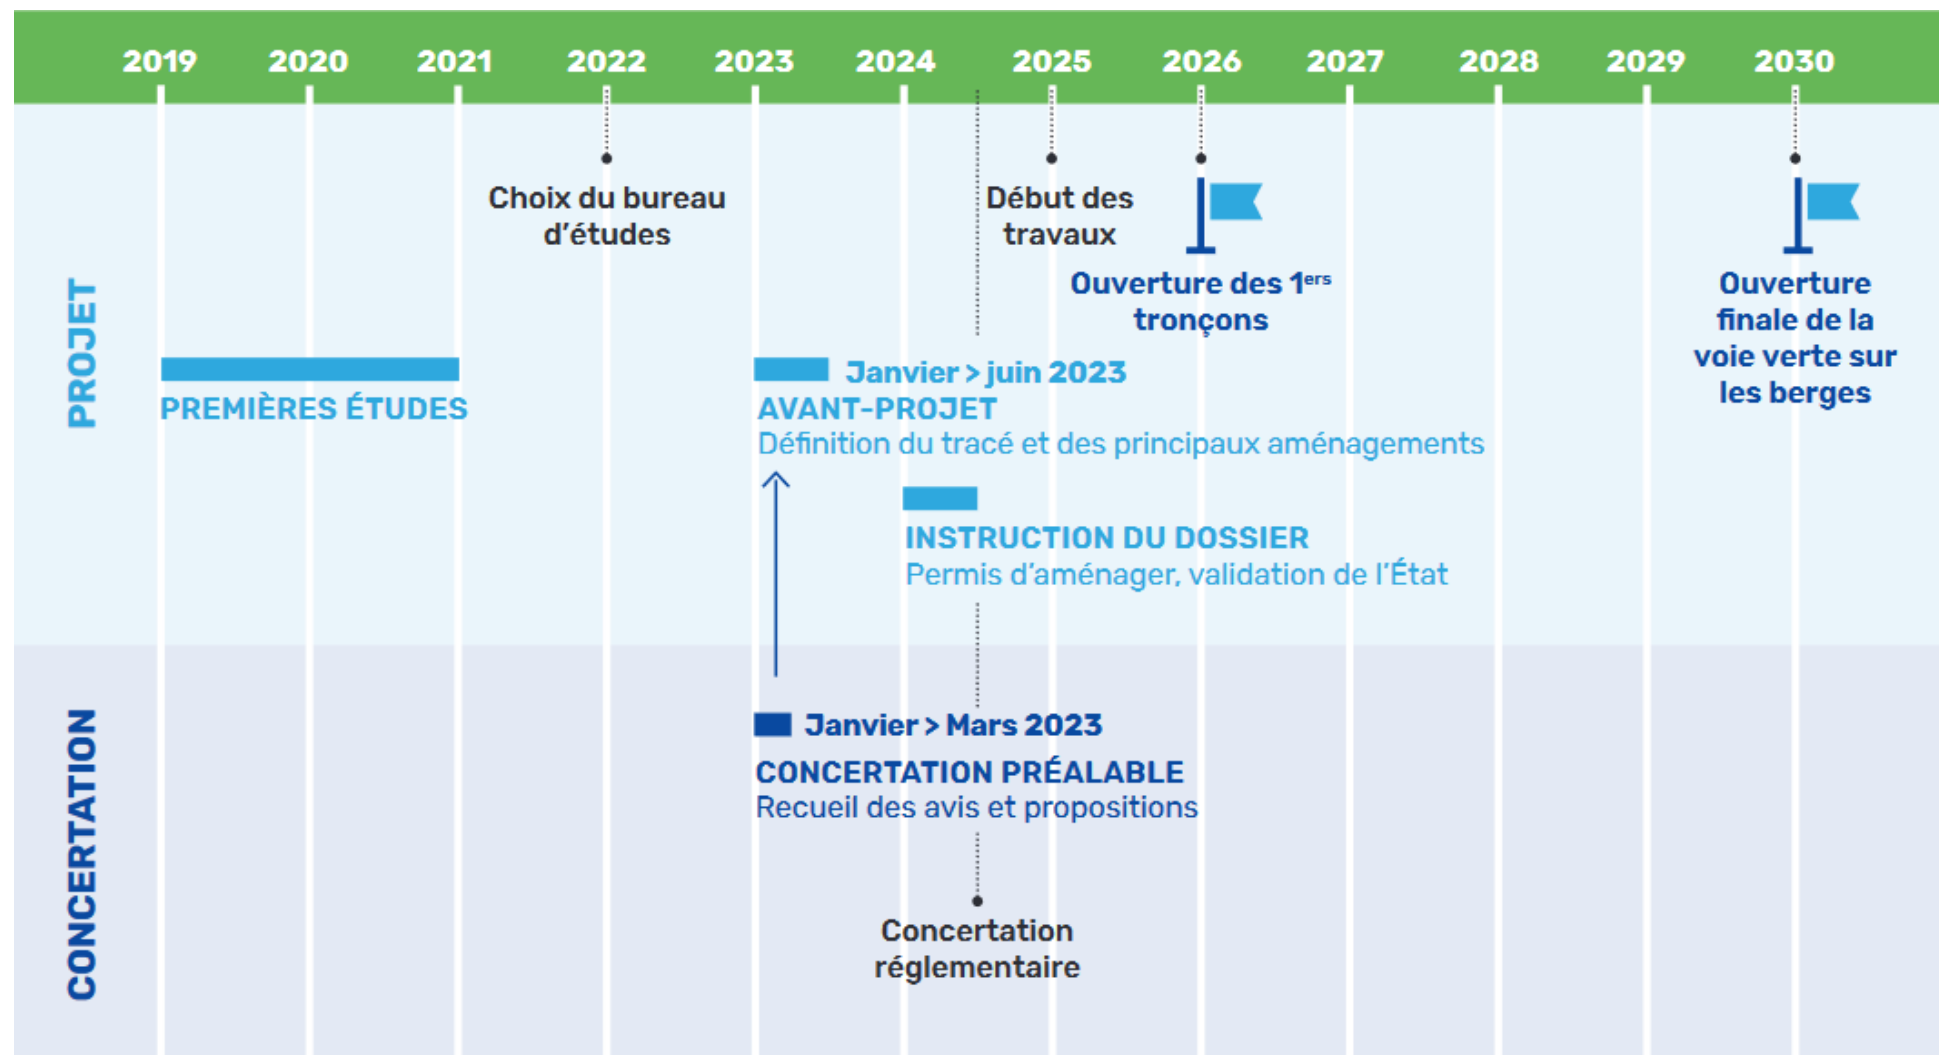 2019 2020 2021 2022 2023 2024 2025 2026 2027 2028 2029 2030
PROJET
Choix du bureau
d'études
Début des
travaux
Ouverture des 1ers
tronçons
Ouverture
finale de la
voie verte sur
les berges
PREMIÈRES ÉTUDES
Janvier > juin 2023
AVANT-PROJET
Définition du tracé et des principaux aménagements
INSTRUCTION DU DOSSIER
Permis d'aménager, validation de l'État
CONCERTATION
Janvier > Mars 2023
CONCERTATION PRÉALABLE
Recueil des avis et propositions
Concertation
réglementaire